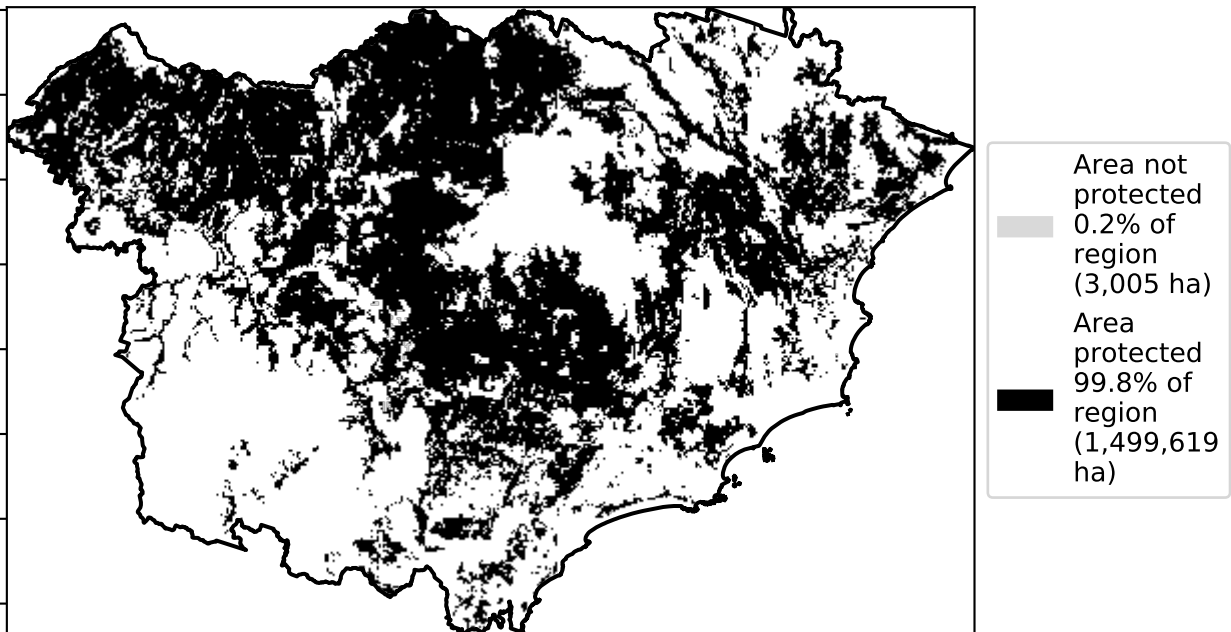 Area not
protected
0.2% of
region
(3,005 ha)
Area
protected
99.8% of
region
(1,499,619
ha)